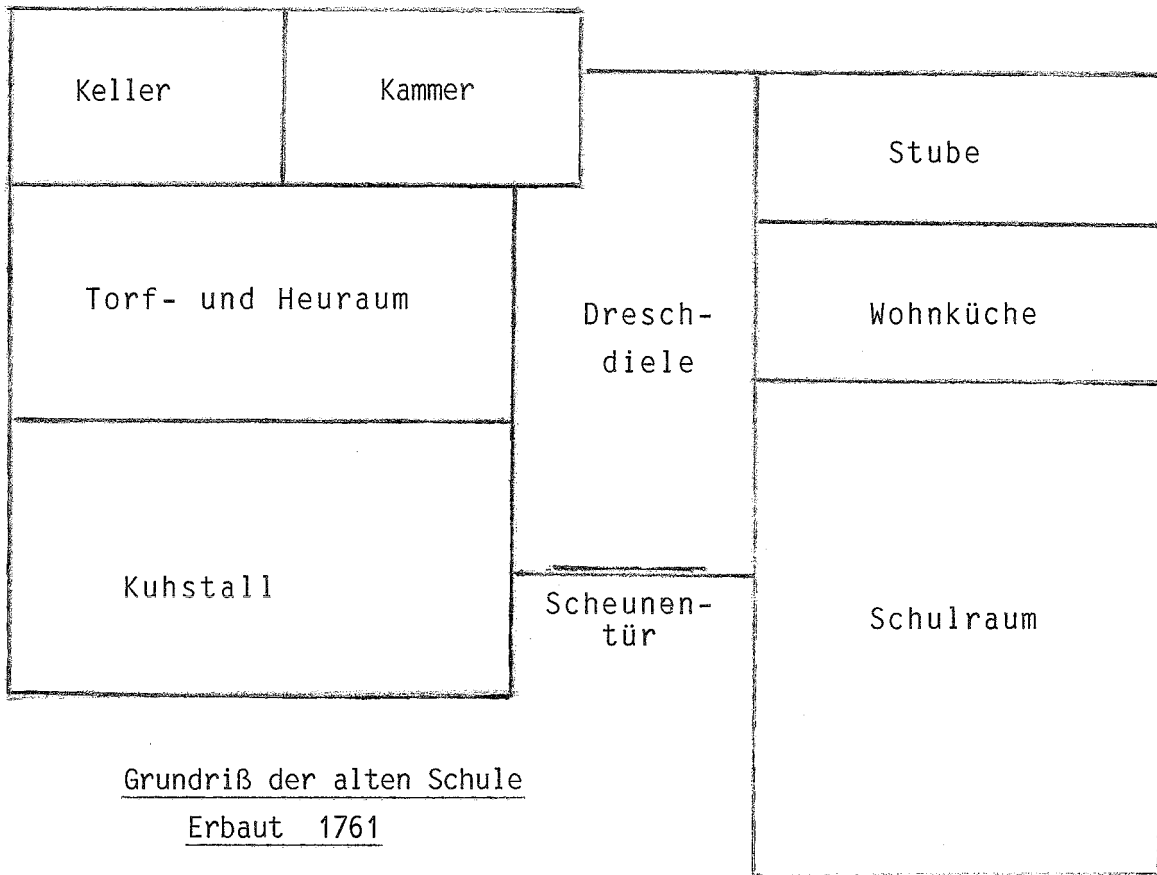 Keller
Kammer
Stube
Torf- und Heuraum
Dresch-
diele
Wohnküche
Kuhstall
Scheunen-
tür
Schulraum
Grundriß der alten Schule
Erbaut 1761